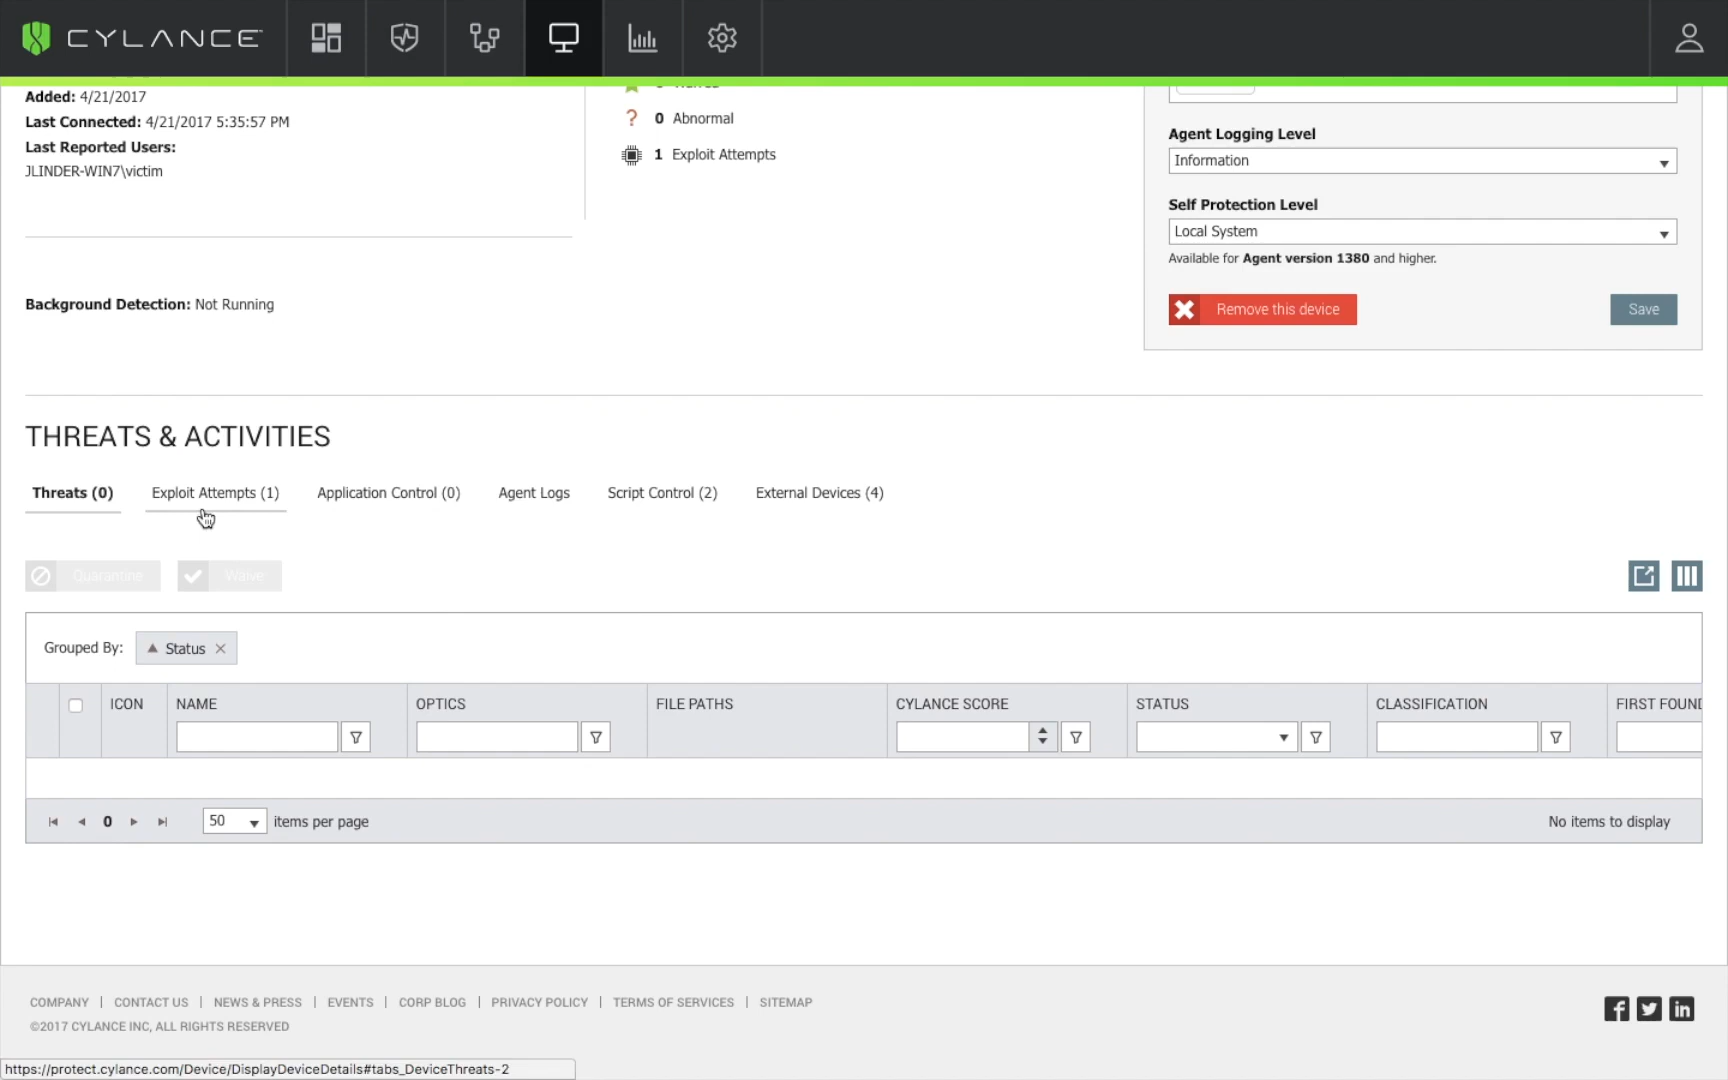 CYLANCE
Added: 4/21/2017
Last Connected: 4/21/2017 5:35:57 PM
Last Reported Users:
JLINDER-WIN7\victim
Background Detection: Not Running
0 Abnormal
1 Exploit Attempts
Agent Logging Level
Information
Self Protection Level
Local System
Available for Agent version 1380 and higher.
Remove this device
Save
THREATS & ACTIVITIES
Threats (0) Exploit Attempts (1) Application Control (0) Agent Logs Script Control (2) External Devices (4)
Quarantine Waive
Grouped By: Status
ICON NAME OPTICS FILE PATHS CYLANCE SCORE STATUS CLASSIFICATION FIRST FOUND
0 50 items per page No items to display
COMPANY | CONTACT US | NEWS & PRESS | EVENTS | CORP BLOG | PRIVACY POLICY | TERMS OF SERVICES | SITEMAP
©2017 CYLANCE INC, ALL RIGHTS RESERVED
https://protect.cylance.com/Device/DisplayDeviceDetails#tabs_DeviceThreats-2